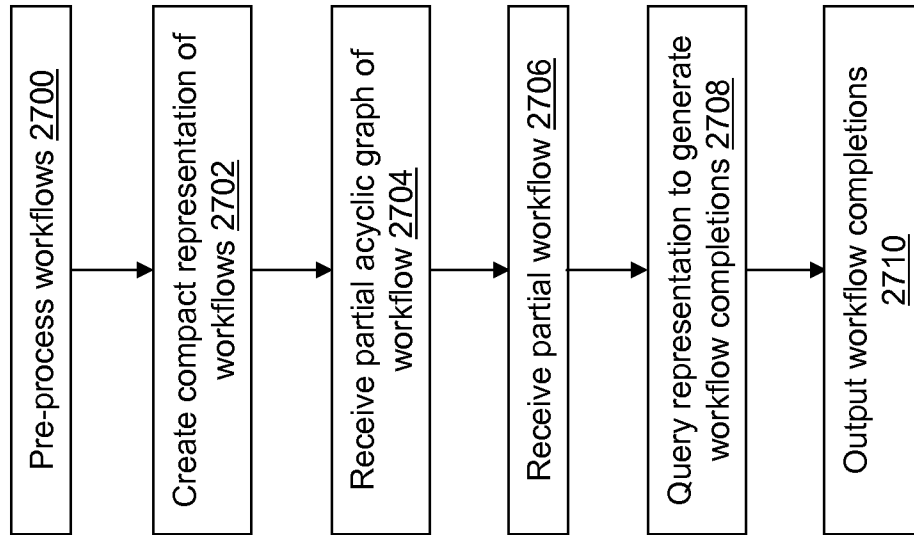 Pre-process workflows 2700
Create compact representation of
workflows 2702
Receive partial acyclic graph of
workflow 2704
Receive partial workflow 2706
Query representation to generate
workflow completions 2708
Output workflow completions
2710